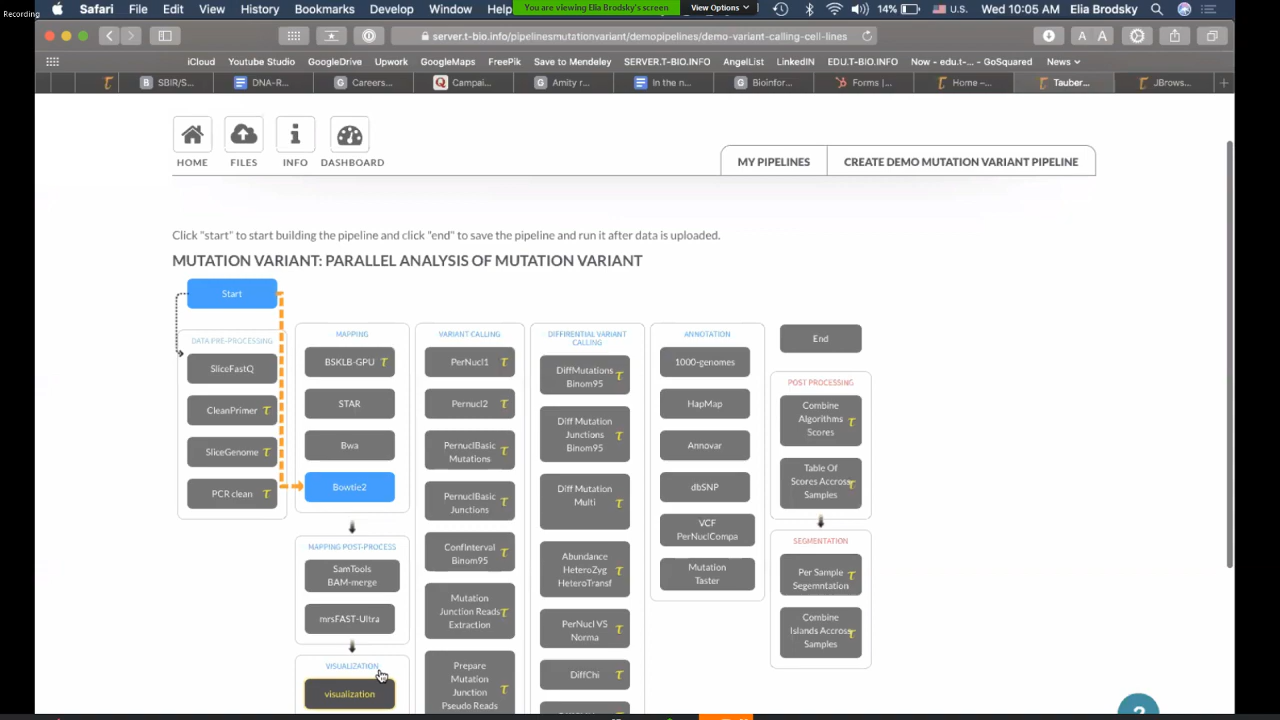 Recording
Safari File Edit View History Bookmarks Develop Window Help You are viewing Elia Brodsky's screen View Options 14% U.S. Wed 10:05 AM Elia Brodsky
server.t-bio.info/pipelinesmutationvariant/demopipelines/demo-variant-calling-cell-lines A A
iCloud Youtube Studio GoogleDrive Upwork GoogleMaps FreePik Save to Mendeley SERVER.T-BIO.INFO AngelList LinkedIN EDU.T-BIO.INFO Now - edu.t-... - GoSquared News
SBIR/S... DNA-R... Careers... Campai... Amity r... In the n... Bioinfor... Forms |... Home –... Tauber... JBrows...
HOME FILES INFO DASHBOARD
MY PIPELINES CREATE DEMO MUTATION VARIANT PIPELINE
Click "start" to start building the pipeline and click "end" to save the pipeline and run it after data is uploaded.
MUTATION VARIANT: PARALLEL ANALYSIS OF MUTATION VARIANT
Start
DATA PRE-PROCESSING
SliceFastQ
CleanPrimer τ
SliceGenome τ
PCR clean τ
MAPPING
BSKLB-GPU τ
STAR
Bwa
Bowtie2
MAPPING POST-PROCESS
SamTools
BAM-merge
mrsFAST-Ultra
VISUALIZATION
visualization
VARIANT CALLING
PerNucl1 τ
Pernucl2 τ
PernuclBasic
Mutations τ
PernuclBasic
Junctions τ
ConfInterval
Binom95 τ
Mutation
Junction Reads τ
Extraction
Prepare
Mutation
Junction τ
Pseudo Reads
DIFFIRENTIAL VARIANT
CALLING
DiffMutations
Binom95 τ
Diff Mutation
Junctions τ
Binom95
Diff Mutation
Multi τ
Abundance
HeteroZyg τ
HeteroTransf
PerNucl VS
Norma τ
DiffChi τ
ANNOTATION
1000-genomes
HapMap
Annovar
dbSNP
VCF
PerNuclCompa
Mutation
Taster
End
POST PROCESSING
Combine
Algorithms τ
Scores
Table Of
Scores Accross τ
Samples
SEGMENTATION
Per Sample τ
Segemntation
Combine
Islands Accross τ
Samples
?